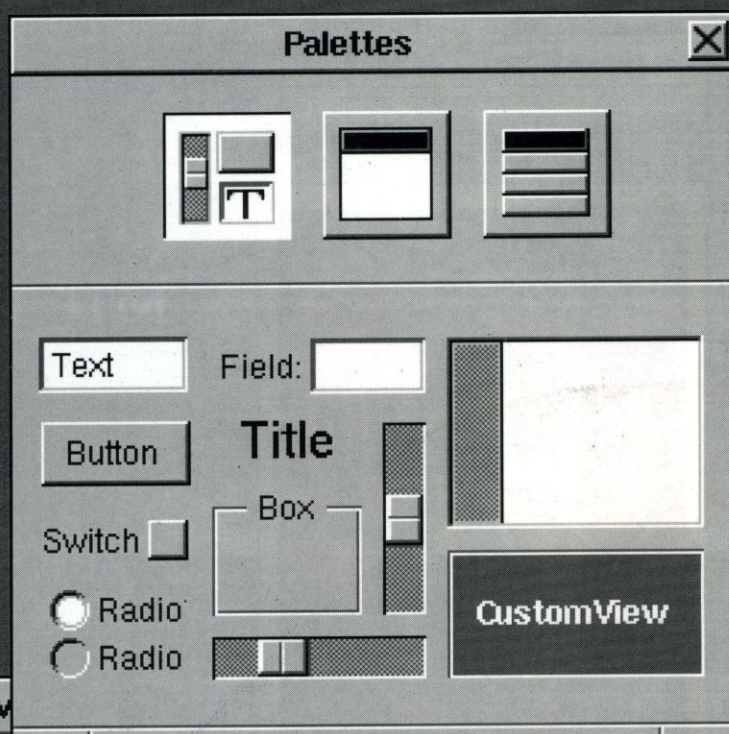 Palettes
T
Text
Field:
Title
Button
Box
Switch
Radio
Radio
CustomView